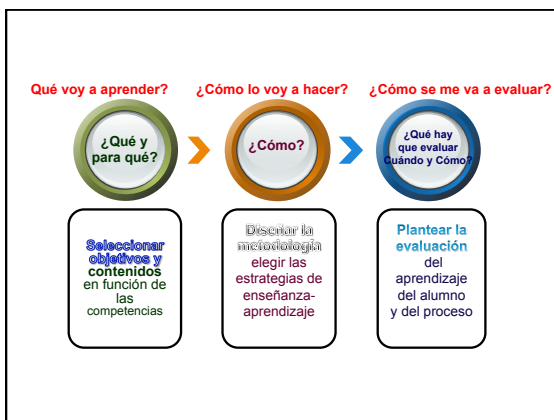 Qué voy a aprender?
¿Cómo lo voy a hacer?
¿Cómo se me va a evaluar?
¿Qué y
para qué?
¿Cómo?
¿Qué hay
que evaluar
Cuándo y Cómo?
Seleccionar
objetivos y
contenidos
en función de
las
competencias
Diseñar la
metodología
elegir las
estrategias de
enseñanza-
aprendizaje
Plantear la
evaluación
del
aprendizaje
del alumno
y del proceso